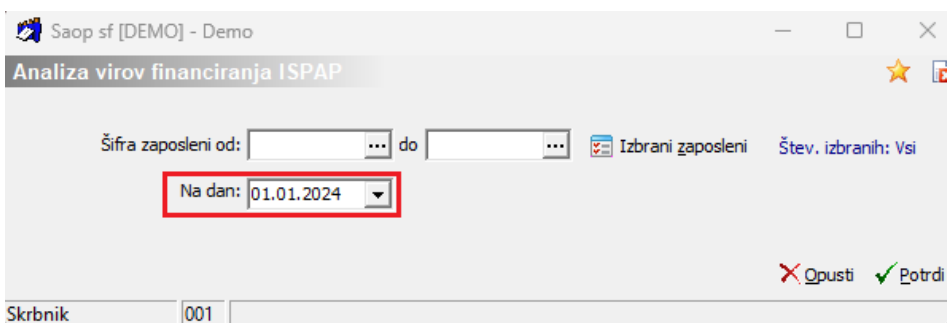 Saop sf [DEMO] - Demo
Analiza virov financiranja ISPAP
Šifra zaposleni od: ... do ... Izbrani zaposleni Štev. izbranih: Vsi
Na dan: 01.01.2024
Opusti Potrdi
Skrbnik 001